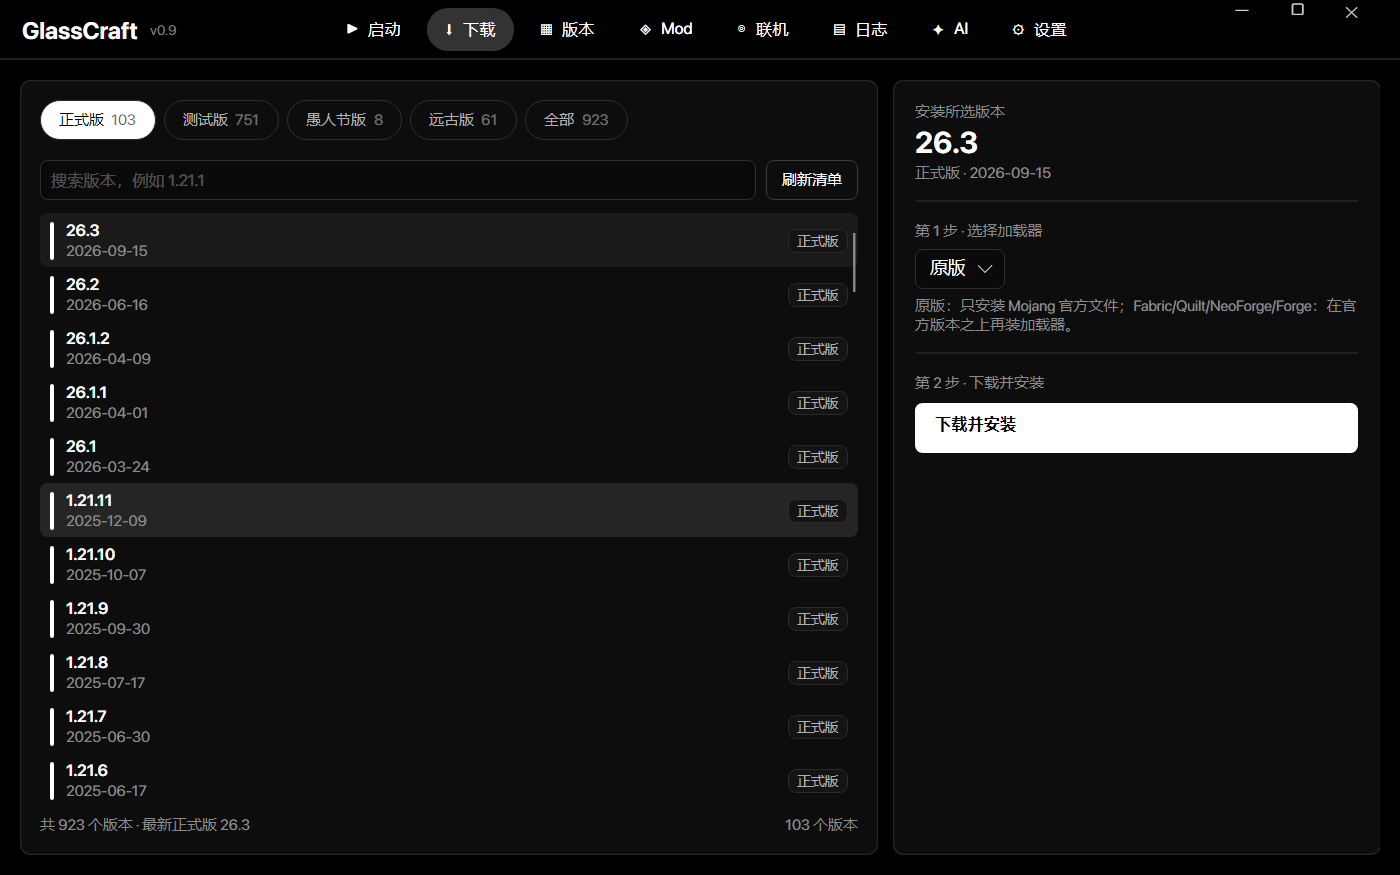 GlassCraft v0.9
启动
下载
版本
Mod
联机
日志
AI
设置
正式版 103
测试版 751
愚人节版 8
远古版 61
全部 923
搜索版本，例如 1.21.1
刷新清单
26.3
2026-09-15
正式版
26.2
2026-06-16
正式版
26.1.2
2026-04-09
正式版
26.1.1
2026-04-01
正式版
26.1
2026-03-24
正式版
1.21.11
2025-12-09
正式版
1.21.10
2025-10-07
正式版
1.21.9
2025-09-30
正式版
1.21.8
2025-07-17
正式版
1.21.7
2025-06-30
正式版
1.21.6
2025-06-17
正式版
共 923 个版本 · 最新正式版 26.3
103 个版本
安装所选版本
26.3
正式版 · 2026-09-15
第 1 步 · 选择加载器
原版
原版：只安装 Mojang 官方文件；Fabric/Quilt/NeoForge/Forge：在官
方版本之上再装加载器。
第 2 步 · 下载并安装
下载并安装